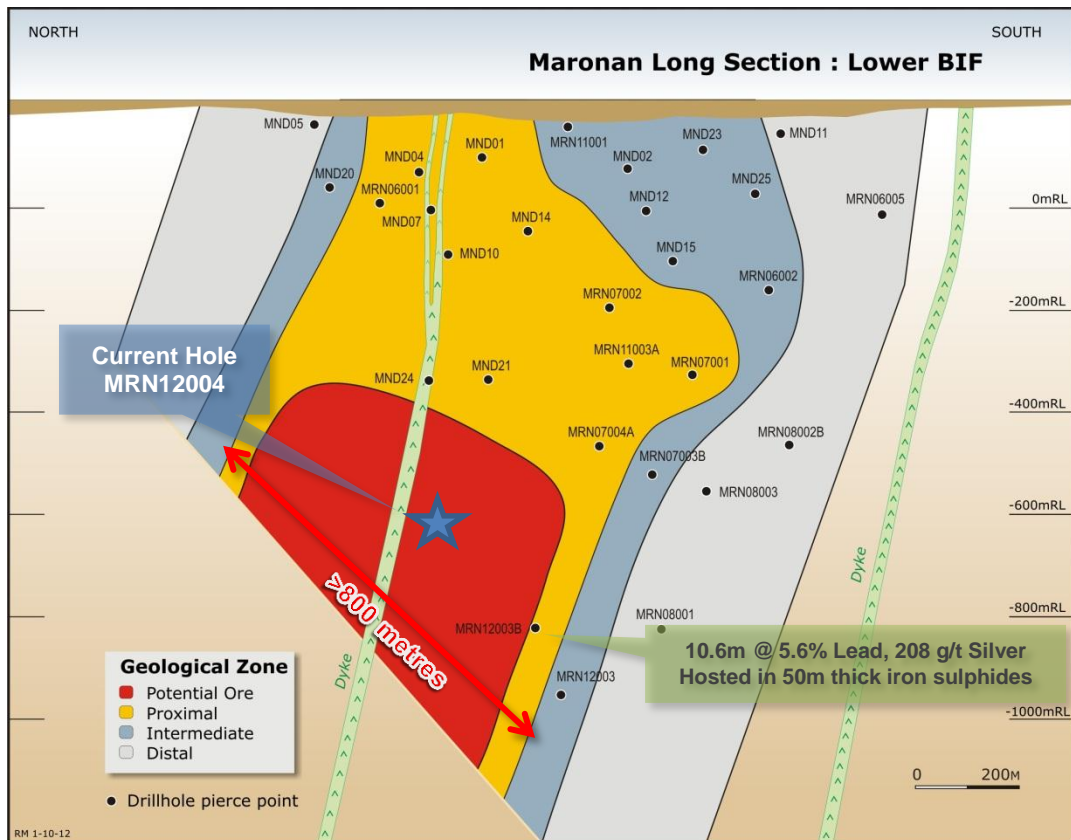 NORTH
SOUTH
Maronan Long Section : Lower BIF
MND05
MRN11001
MND23
MND11
MND01
MND04
MND02
MND20
MND25
MRN06001
MRN06005
MND12
0mRL
MND07
MND14
MND10
MND15
MRN06002
MRN07002
-200mRL
Current Hole
MRN12004
MRN11003A
MRN07001
MND24
MND21
-400mRL
MRN07004A
MRN08002B
MRN07003B
MRN08003
-600mRL
Dyke
>800 metres
MRN12003B
MRN08001
-800mRL
10.6m @ 5.6% Lead, 208 g/t Silver
Hosted in 50m thick iron sulphides
Dyke
MRN12003
-1000mRL
Geological Zone
Potential Ore
Proximal
Intermediate
Distal
Drillhole pierce point
0 200M
RM 1-10-12